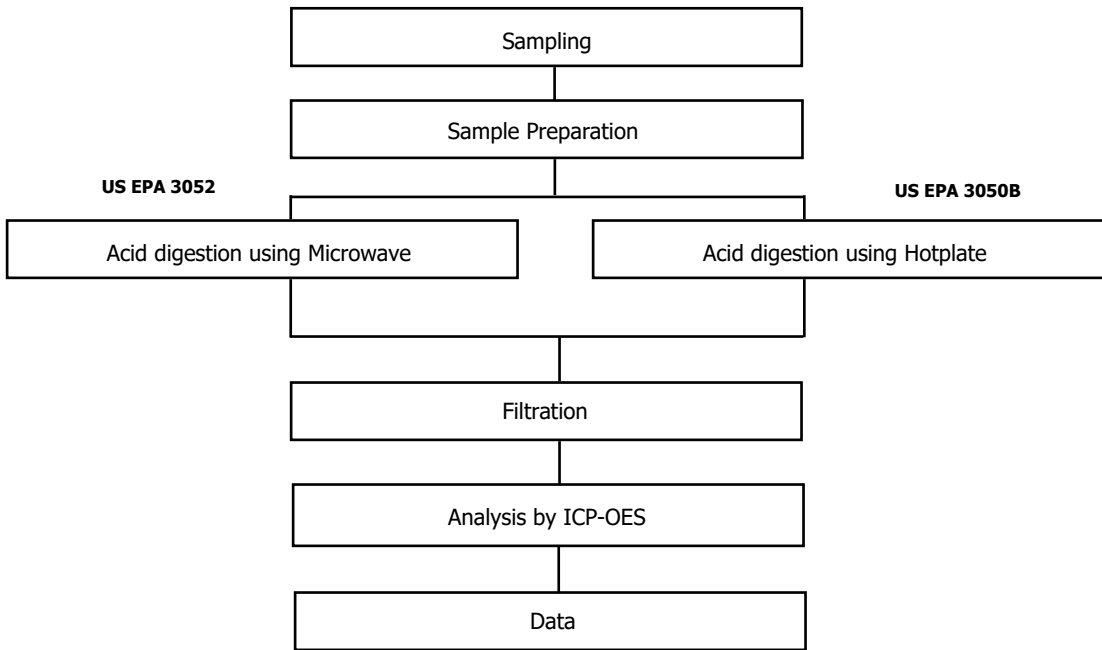 Sampling
Sample Preparation
US EPA 3052
US EPA 3050B
Acid digestion using Microwave
Acid digestion using Hotplate
Filtration
Analysis by ICP-OES
Data